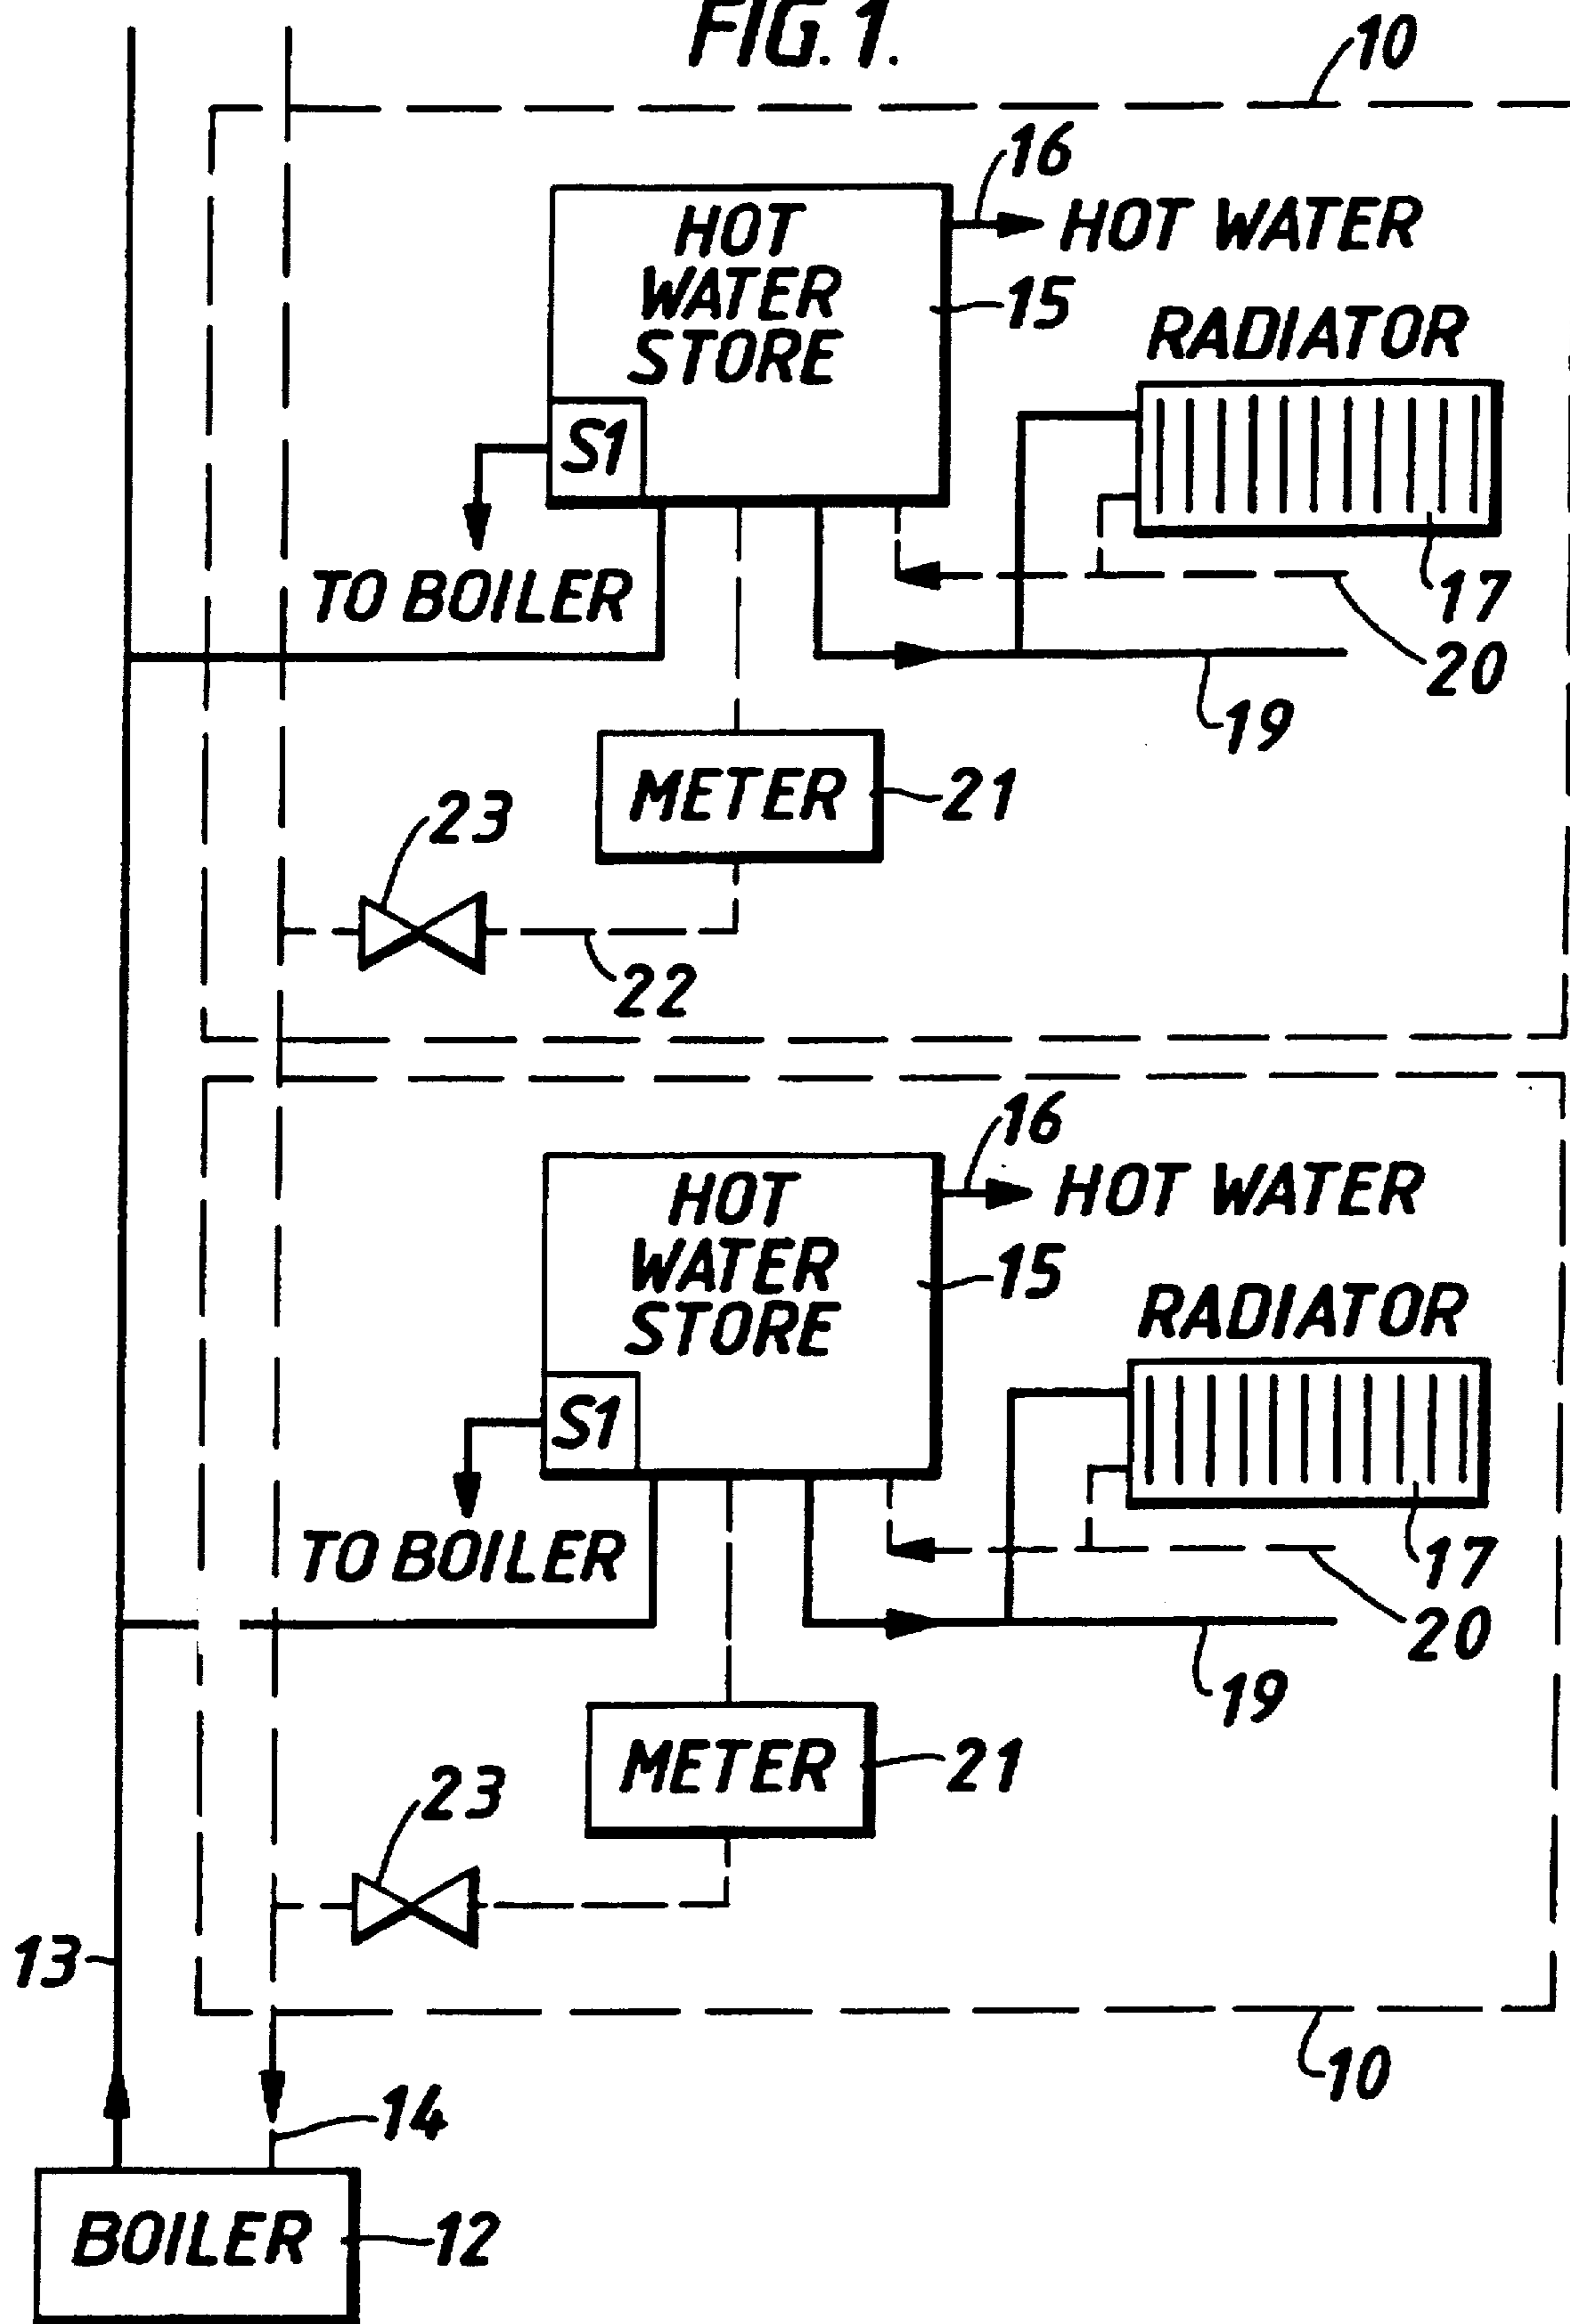 FIG. 1.
10
16
HOT WATER
HOT
WATER
STORE
15
RADIATOR
S1
TO BOILER
17
20
19
METER
21
23
22
16
HOT WATER
HOT
WATER
STORE
15
RADIATOR
S1
TO BOILER
17
20
19
METER
21
23
13
10
14
BOILER
12